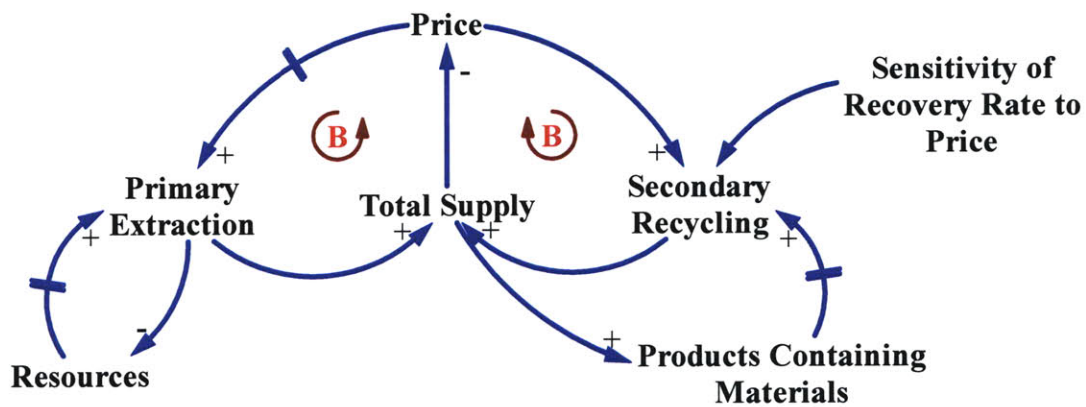 Price
-
Sensitivity of
Recovery Rate to
Price
B
B
+
+
Primary
Extraction
Total Supply
Secondary
Recycling
+
+
+
+
+
-
+
Resources
Products Containing
Materials